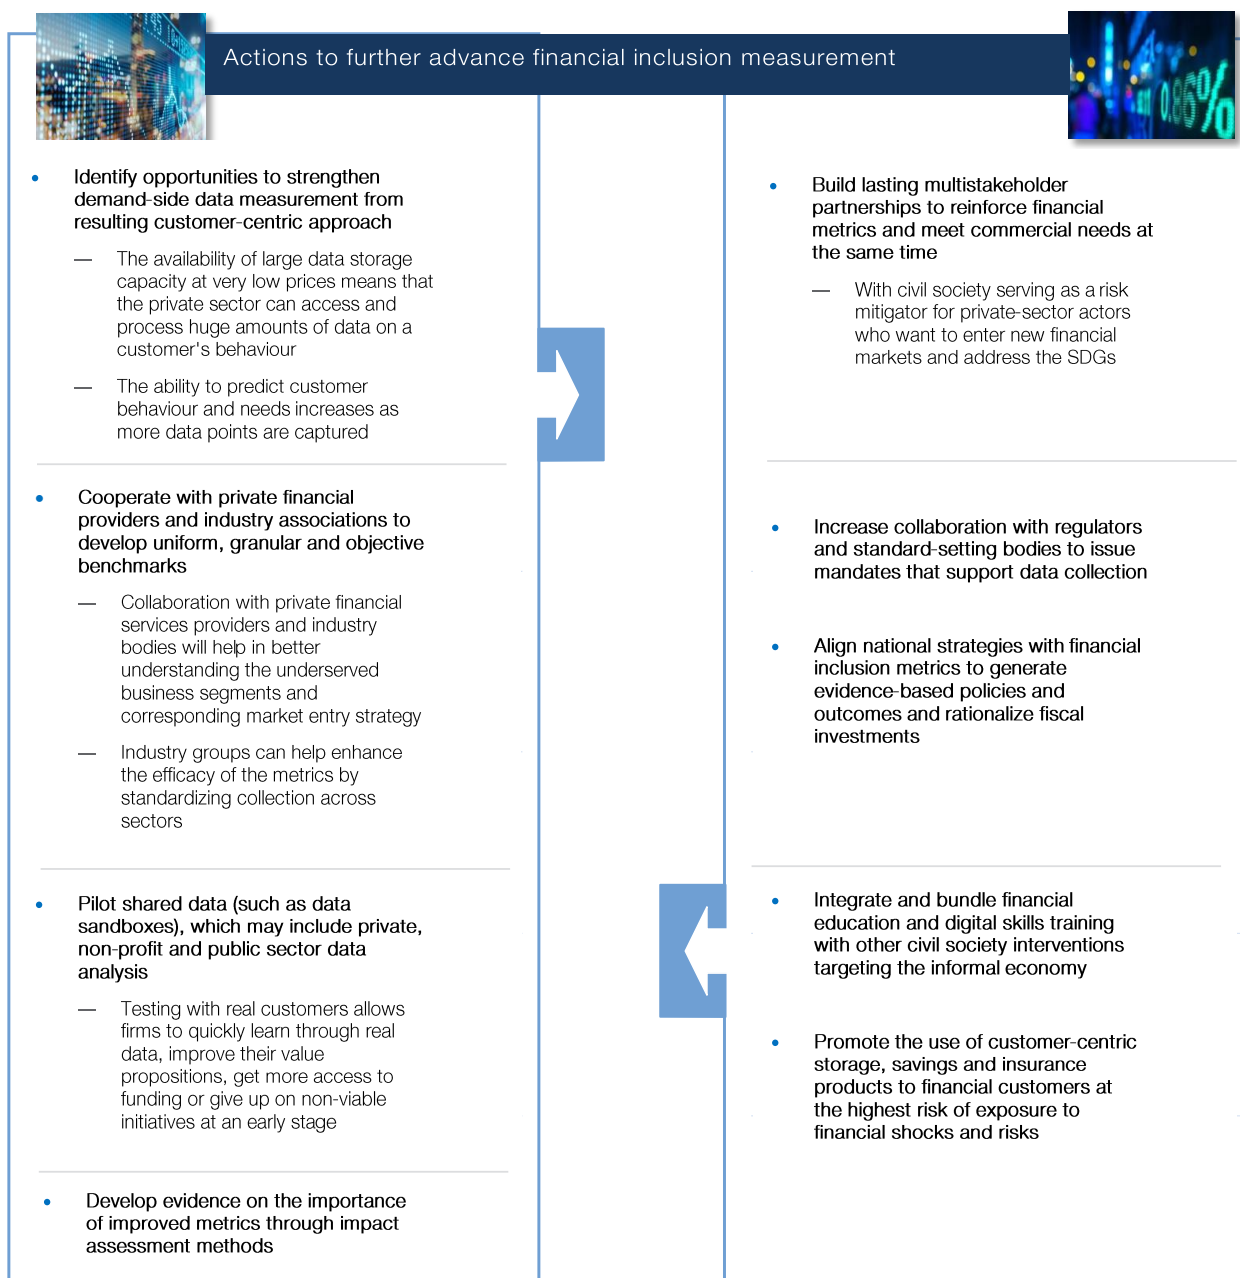 Actions to further advance financial inclusion measurement
0.86%
• Identify opportunities to strengthen
demand-side data measurement from
resulting customer-centric approach
— The availability of large data storage
capacity at very low prices means that
the private sector can access and
process huge amounts of data on a
customer's behaviour
— The ability to predict customer
behaviour and needs increases as
more data points are captured
• Cooperate with private financial
providers and industry associations to
develop uniform, granular and objective
benchmarks
— Collaboration with private financial
services providers and industry
bodies will help in better
understanding the underserved
business segments and
corresponding market entry strategy
— Industry groups can help enhance
the efficacy of the metrics by
standardizing collection across
sectors
• Pilot shared data (such as data
sandboxes), which may include private,
non-profit and public sector data
analysis
— Testing with real customers allows
firms to quickly learn through real
data, improve their value
propositions, get more access to
funding or give up on non-viable
initiatives at an early stage
• Develop evidence on the importance
of improved metrics through impact
assessment methods
• Build lasting multistakeholder
partnerships to reinforce financial
metrics and meet commercial needs at
the same time
— With civil society serving as a risk
mitigator for private-sector actors
who want to enter new financial
markets and address the SDGs
• Increase collaboration with regulators
and standard-setting bodies to issue
mandates that support data collection
• Align national strategies with financial
inclusion metrics to generate
evidence-based policies and
outcomes and rationalize fiscal
investments
• Integrate and bundle financial
education and digital skills training
with other civil society interventions
targeting the informal economy
• Promote the use of customer-centric
storage, savings and insurance
products to financial customers at
the highest risk of exposure to
financial shocks and risks